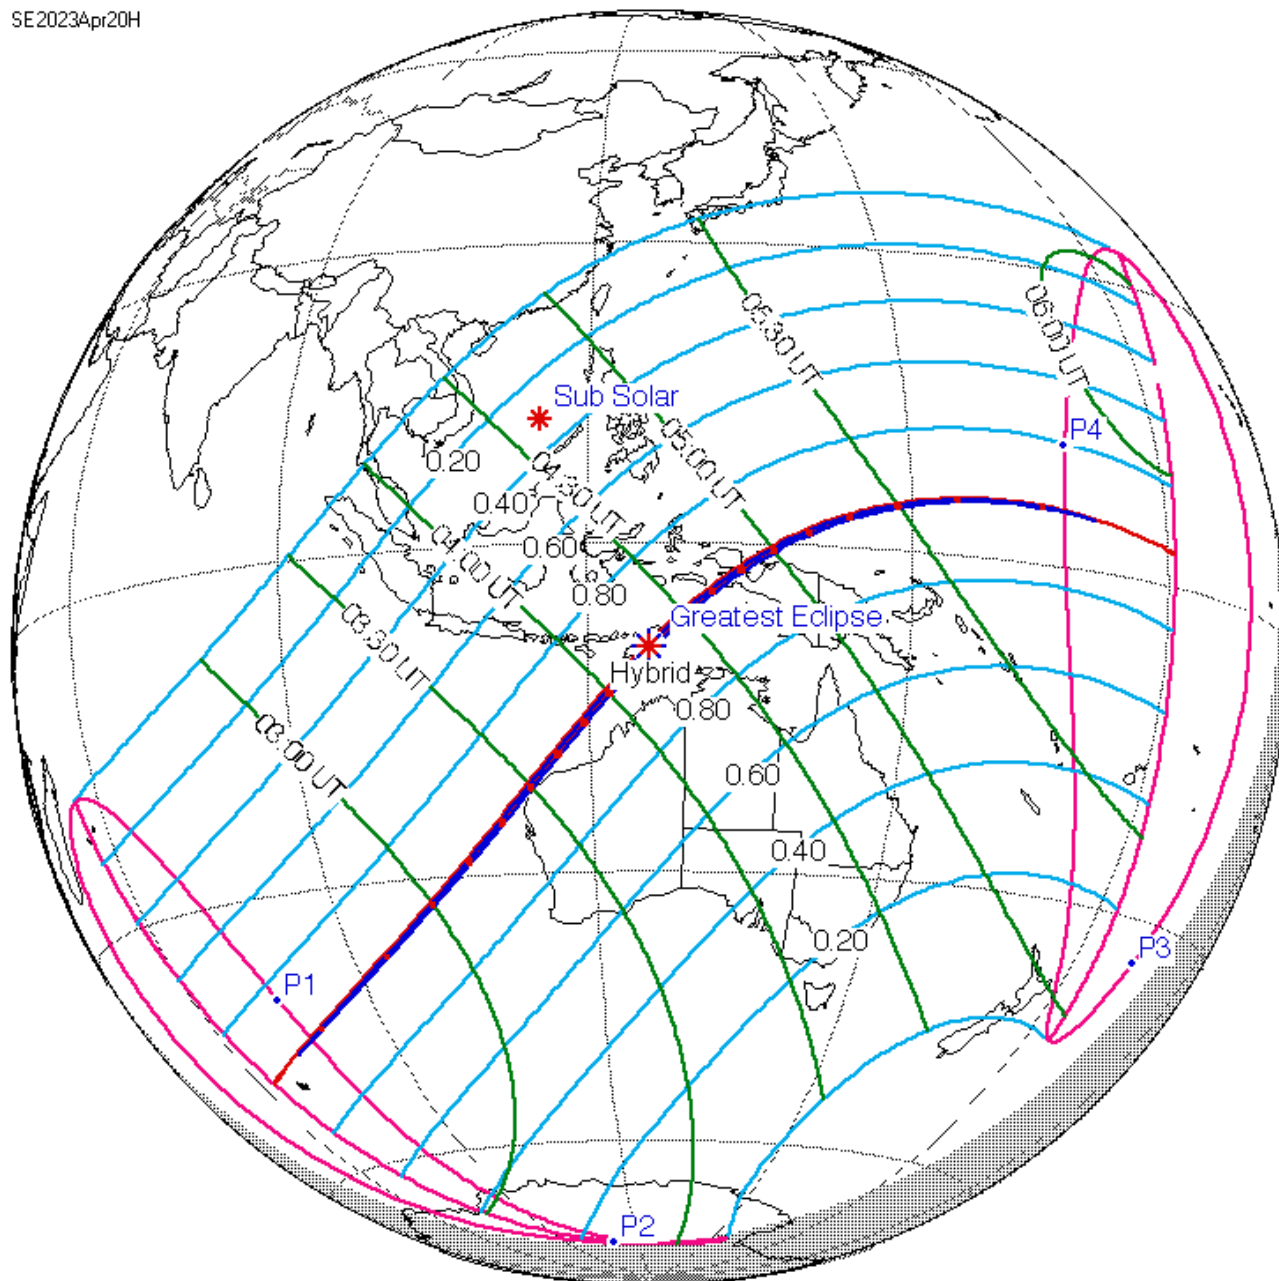 SE2023Apr20H
05:30 UT
06:00 UT
Sub Solar
P4
0.20
05:00 UT
04:30 UT
0.40
0.60
04:00 UT
0.80
Greatest Eclipse
03:30 UT
Hybrid
0.80
03:00 UT
0.60
0.40
0.20
P3
P1
P2